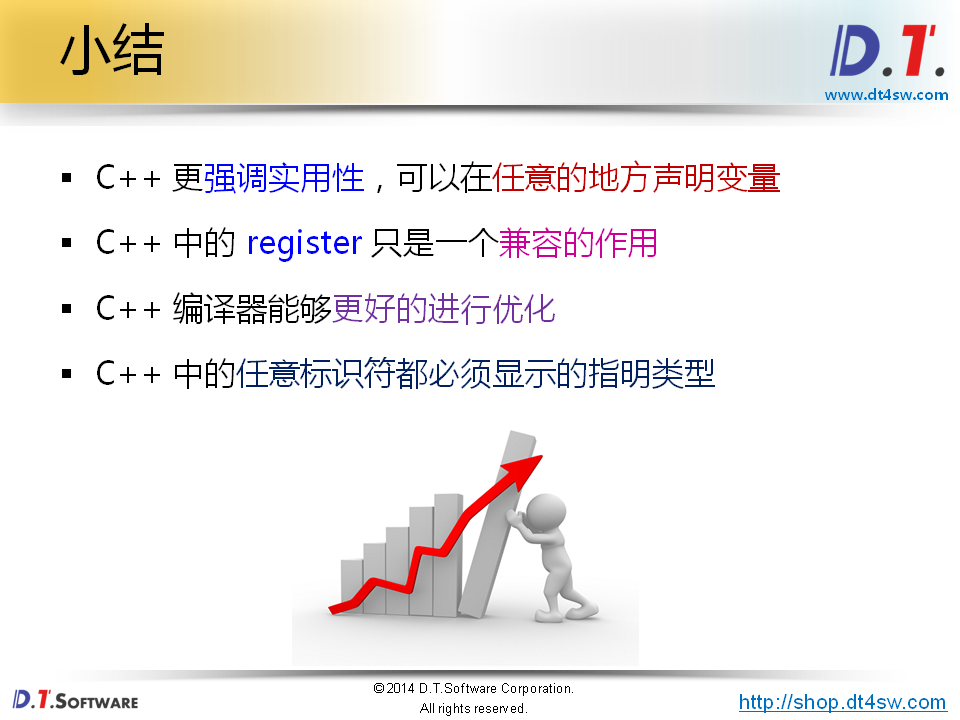 小结
D.T.
www.dt4sw.com
▪ C++ 更强调实用性，可以在任意的地方声明变量
▪ C++ 中的 register 只是一个兼容的作用
▪ C++ 编译器能够更好的进行优化
▪ C++ 中的任意标识符都必须显示的指明类型
D.T.SOFTWARE
©2014 D.T.Software Corporation.
All rights reserved.
http://shop.dt4sw.com